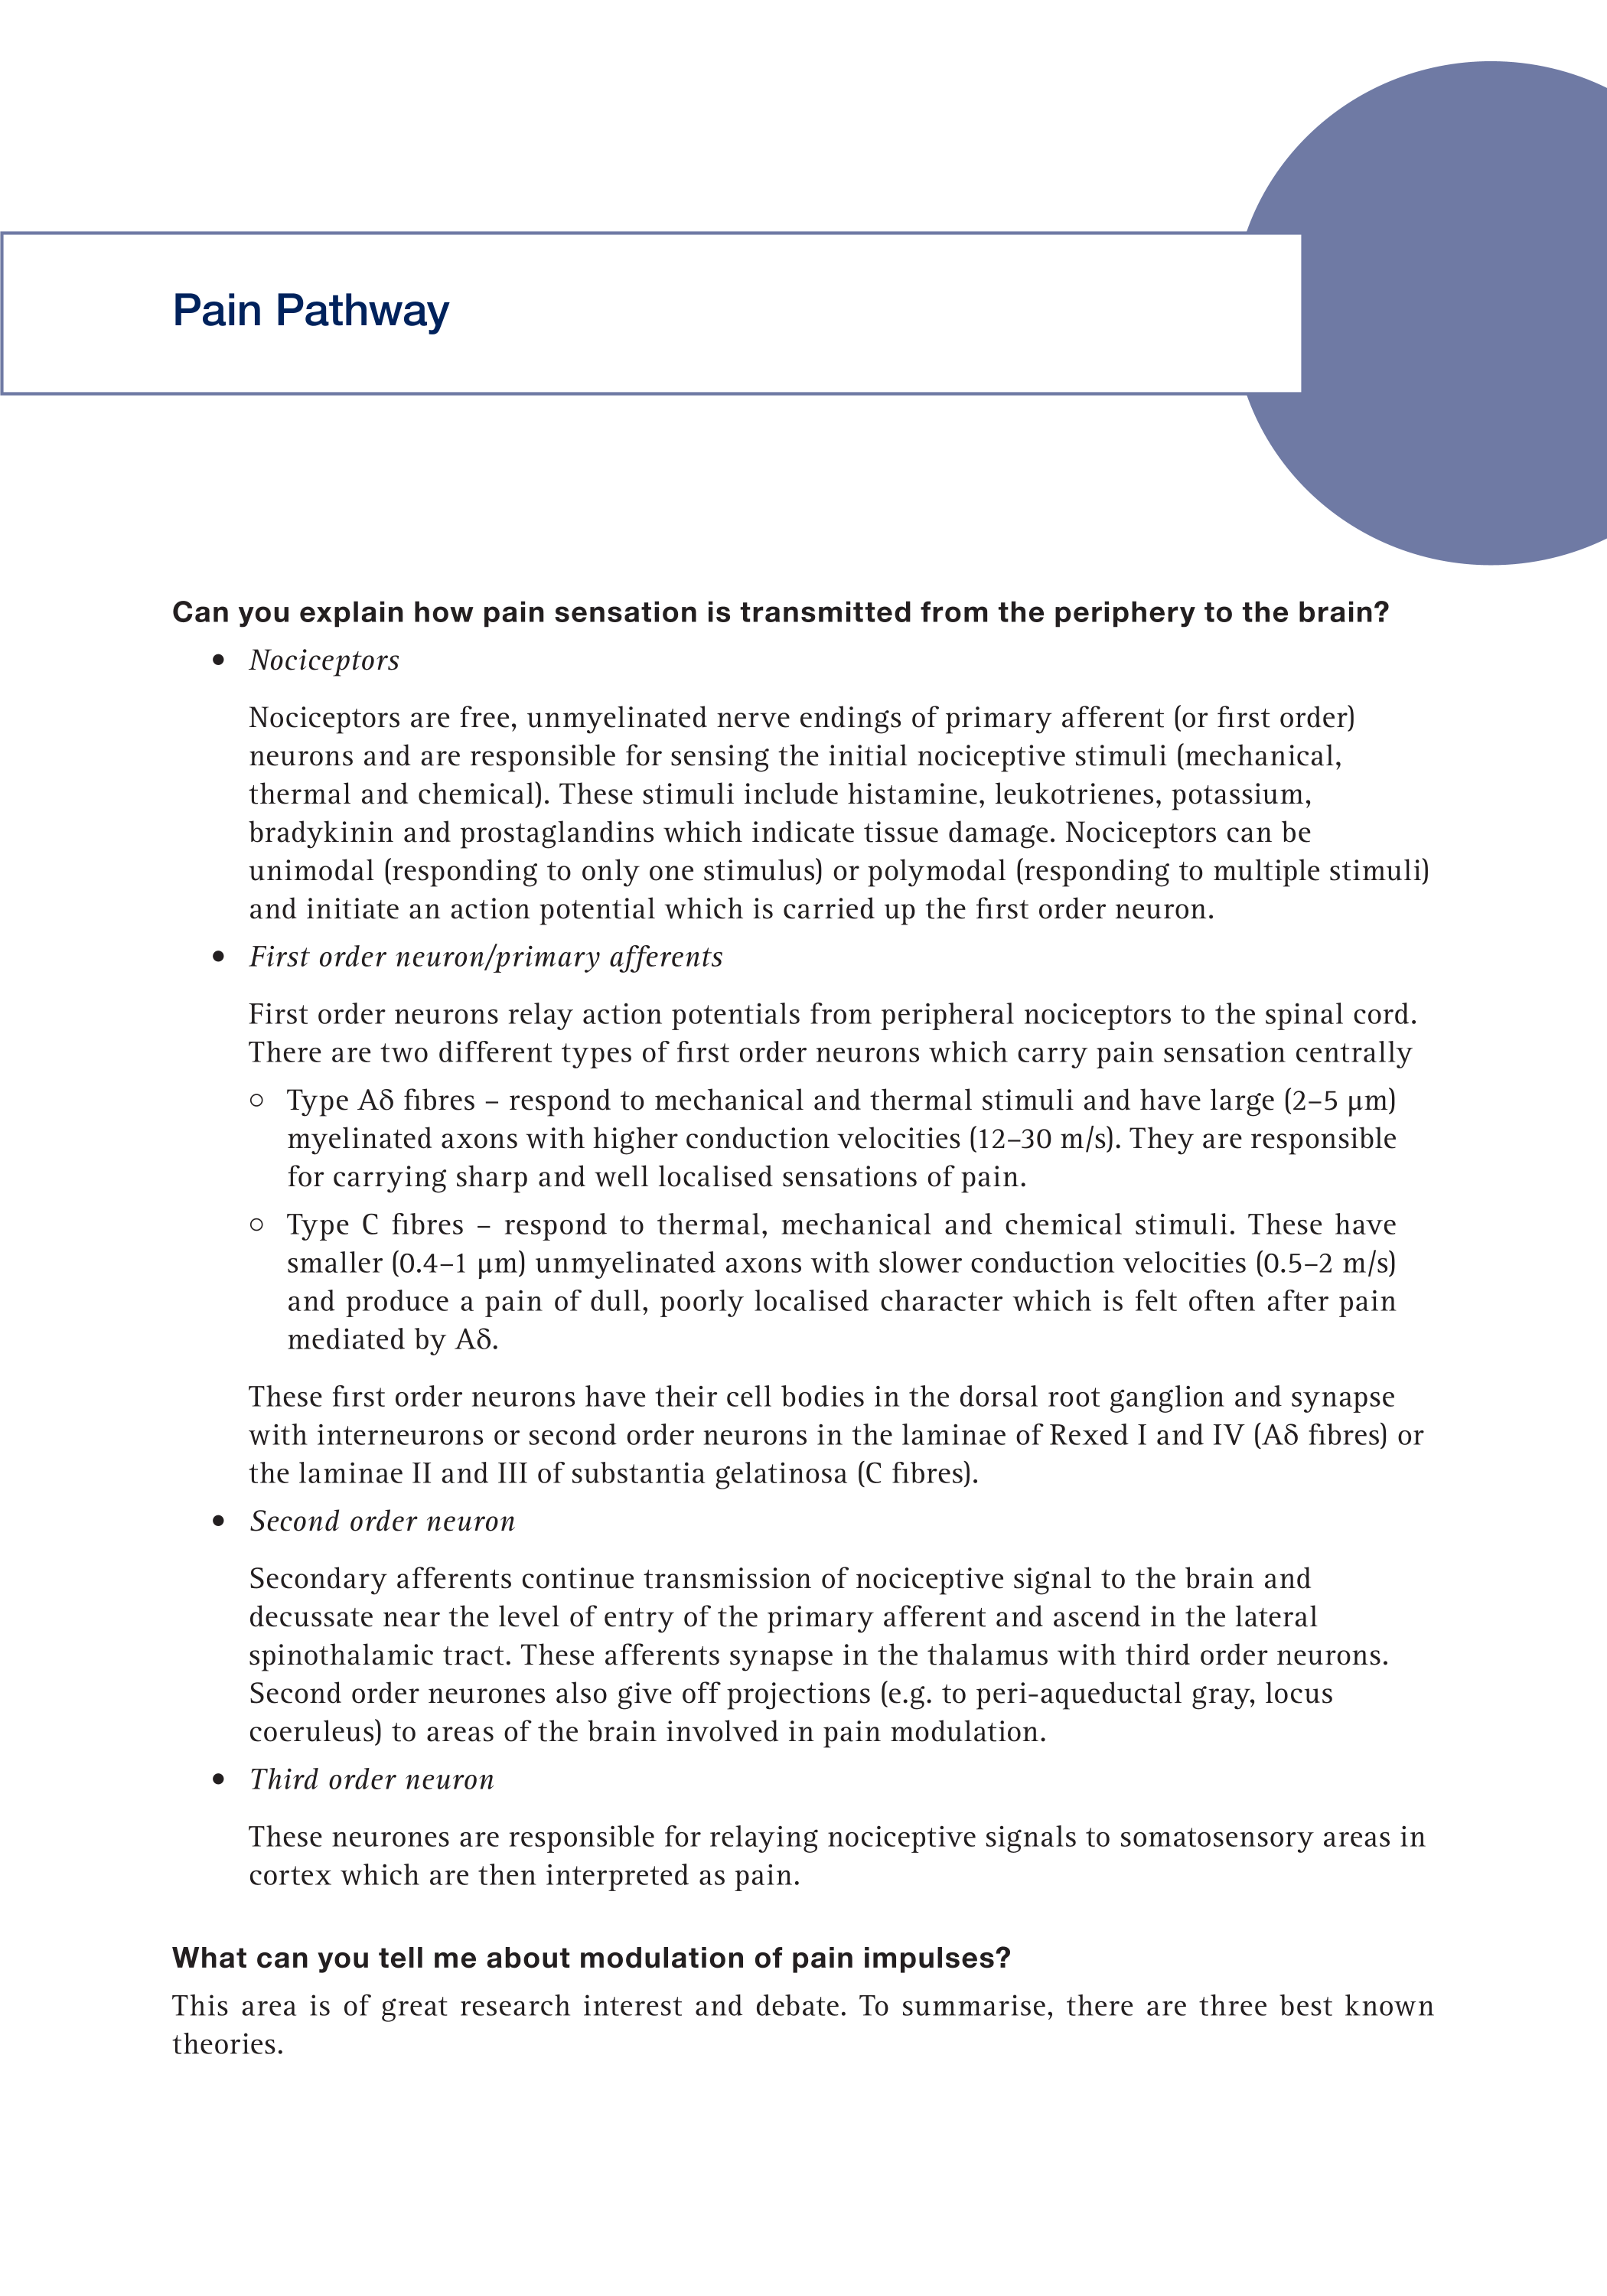 Pain Pathway
Can you explain how pain sensation is transmitted from the periphery to the brain?
• Nociceptors
Nociceptors are free, unmyelinated nerve endings of primary afferent (or first order)
neurons and are responsible for sensing the initial nociceptive stimuli (mechanical,
thermal and chemical). These stimuli include histamine, leukotrienes, potassium,
bradykinin and prostaglandins which indicate tissue damage. Nociceptors can be
unimodal (responding to only one stimulus) or polymodal (responding to multiple stimuli)
and initiate an action potential which is carried up the first order neuron.
• First order neuron/primary afferents
First order neurons relay action potentials from peripheral nociceptors to the spinal cord.
There are two different types of first order neurons which carry pain sensation centrally
○ Type Aδ fibres – respond to mechanical and thermal stimuli and have large (2–5 µm)
myelinated axons with higher conduction velocities (12–30 m/s). They are responsible
for carrying sharp and well localised sensations of pain.
○ Type C fibres – respond to thermal, mechanical and chemical stimuli. These have
smaller (0.4–1 µm) unmyelinated axons with slower conduction velocities (0.5–2 m/s)
and produce a pain of dull, poorly localised character which is felt often after pain
mediated by Aδ.
These first order neurons have their cell bodies in the dorsal root ganglion and synapse
with interneurons or second order neurons in the laminae of Rexed I and IV (Aδ fibres) or
the laminae II and III of substantia gelatinosa (C fibres).
• Second order neuron
Secondary afferents continue transmission of nociceptive signal to the brain and
decussate near the level of entry of the primary afferent and ascend in the lateral
spinothalamic tract. These afferents synapse in the thalamus with third order neurons.
Second order neurones also give off projections (e.g. to peri-aqueductal gray, locus
coeruleus) to areas of the brain involved in pain modulation.
• Third order neuron
These neurones are responsible for relaying nociceptive signals to somatosensory areas in
cortex which are then interpreted as pain.
What can you tell me about modulation of pain impulses?
This area is of great research interest and debate. To summarise, there are three best known
theories.